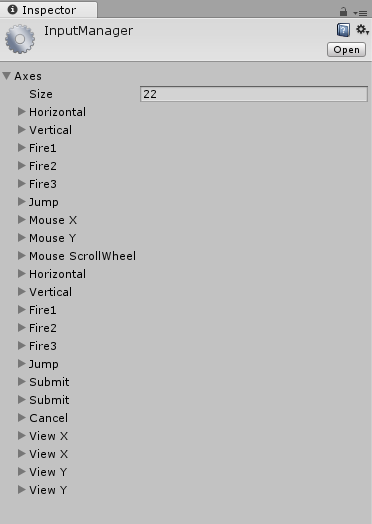 Inspector
InputManager
Open
Axes
Size 22
Horizontal
Vertical
Fire1
Fire2
Fire3
Jump
Mouse X
Mouse Y
Mouse ScrollWheel
Horizontal
Vertical
Fire1
Fire2
Fire3
Jump
Submit
Submit
Cancel
View X
View X
View Y
View Y